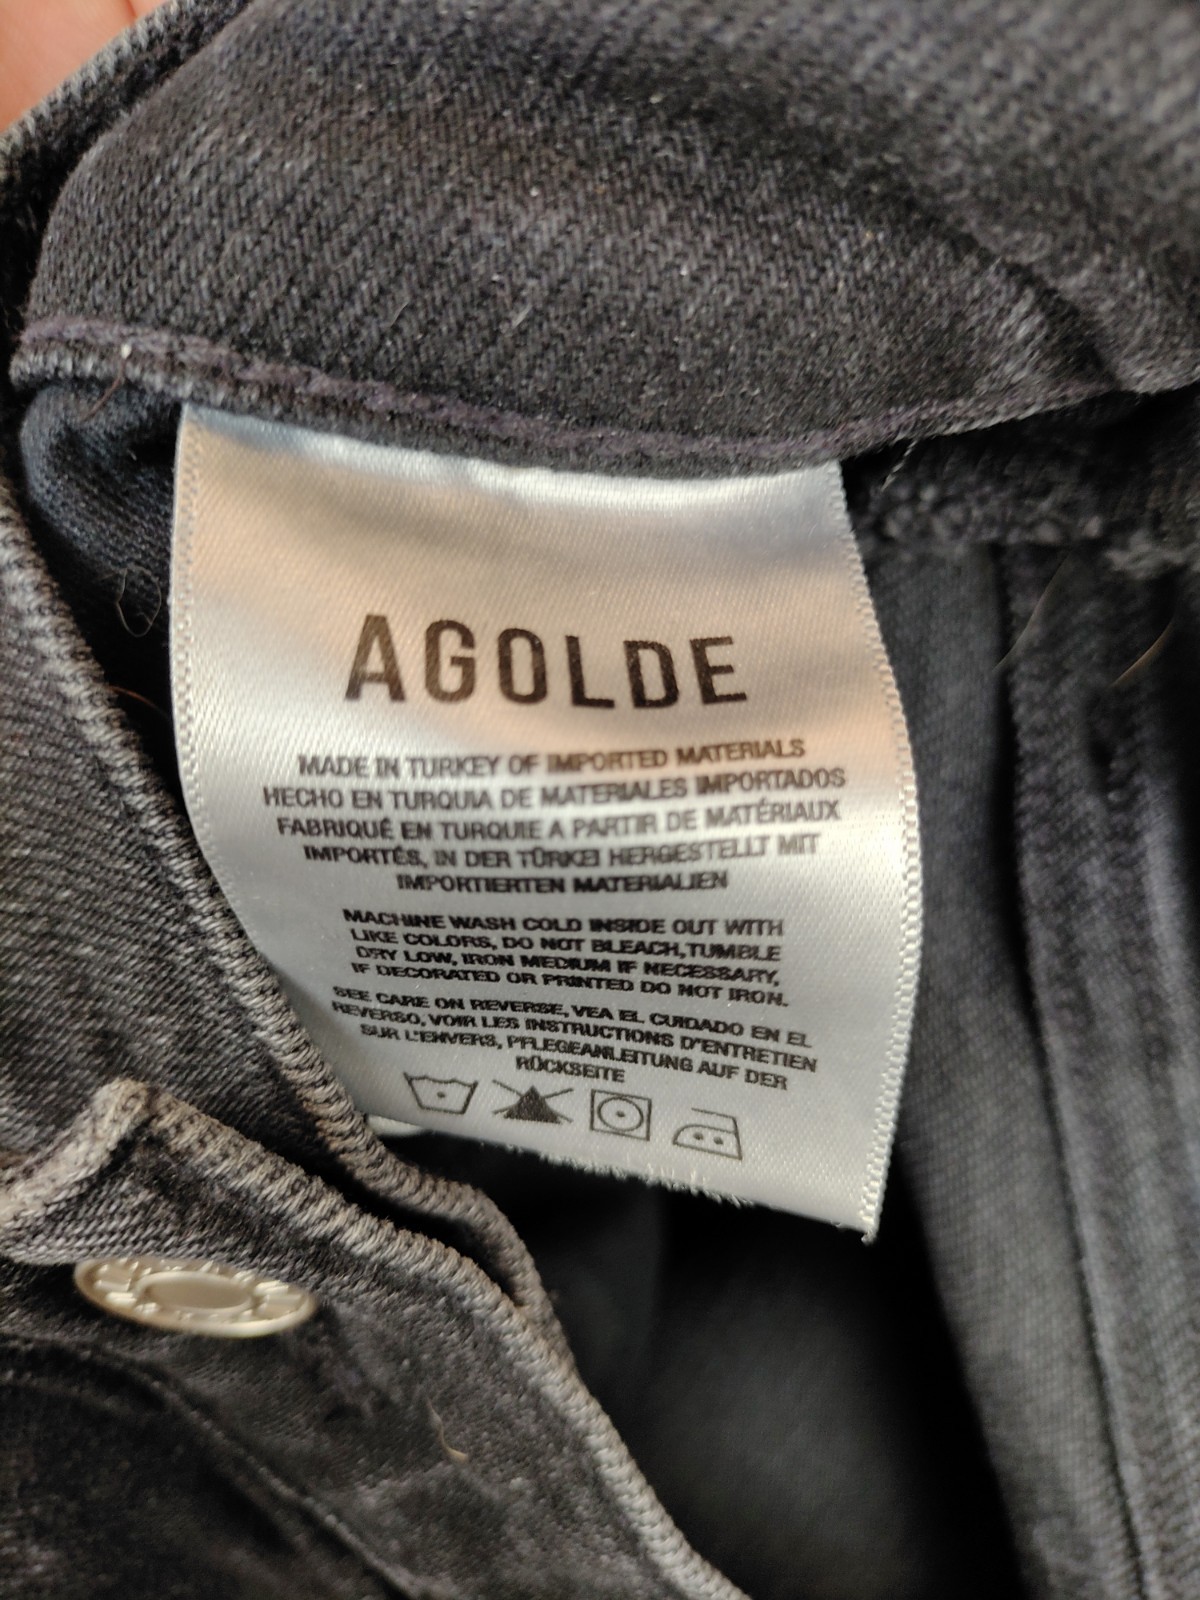 AGOLDE
MADE IN TURKEY OF IMPORTED MATERIALS
HECHO EN TURQUIA DE MATERIALES IMPORTADOS
FABRIQUÉ EN TURQUIE A PARTIR DE MATÉRIAUX
IMPORTÉS, IN DER TÜRKEI HERGESTELLT MIT
IMPORTIERTEN MATERIALIEN
MACHINE WASH COLD INSIDE OUT WITH
LIKE COLORS, DO NOT BLEACH,TUMBLE
DRY LOW, IRON MEDIUM IF NECESSARY,
IF DECORATED OR PRINTED DO NOT IRON.
SEE CARE ON REVERSE, VEA EL CUIDADO EN EL
REVERSO, VOIR LES INSTRUCTIONS D'ENTRETIEN
SUR L'ENVERS, PFLEGEANLEITUNG AUF DER
RÜCKSEITE